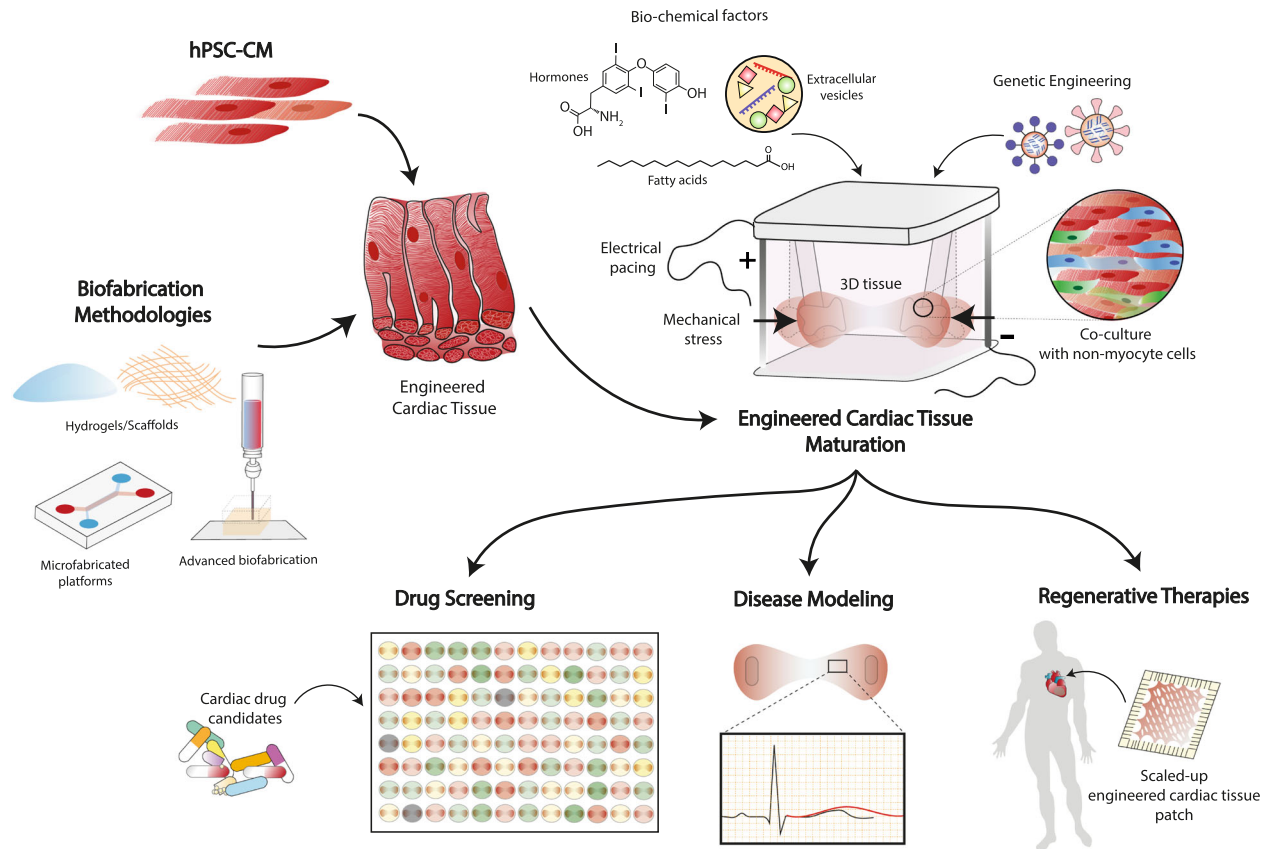 Bio-chemical factors
hPSC-CM
Hormones
I
O
I
OH
I
O
OH
NH2
Extracellular
vesicles
Genetic Engineering
O
OH
Fatty acids
Electrical
pacing
+
3D tissue
Mechanical
stress
-
Co-culture
with non-myocyte cells
Biofabrication
Methodologies
Hydrogels/Scaffolds
Microfabricated
platforms
Advanced biofabrication
Engineered
Cardiac Tissue
Engineered Cardiac Tissue
Maturation
Drug Screening
Cardiac drug
candidates
Disease Modeling
Regenerative Therapies
Scaled-up
engineered cardiac tissue
patch